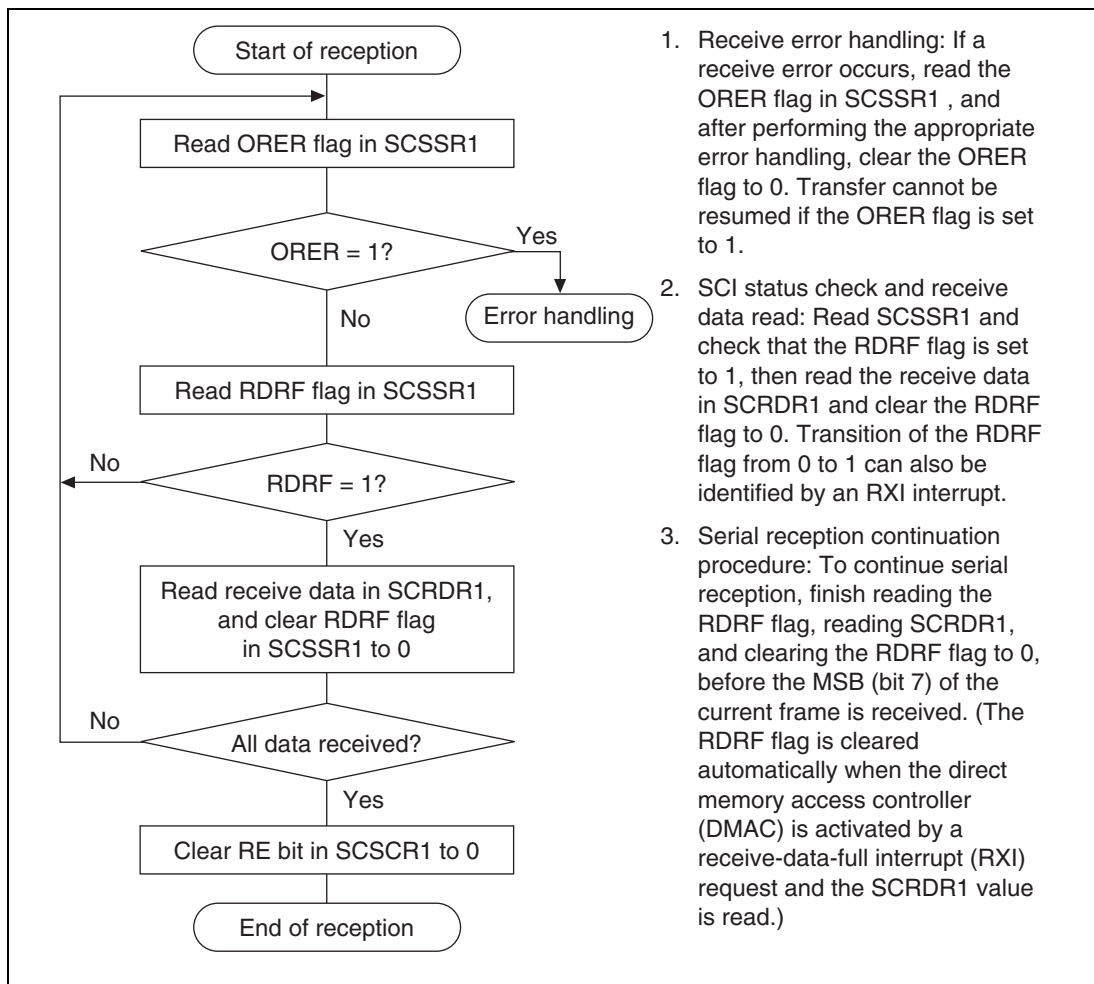 Start of reception
Read ORER flag in SCSSR1
ORER = 1?
Yes
No
Error handling
Read RDRF flag in SCSSR1
No
RDRF = 1?
Yes
Read receive data in SCRDR1,
and clear RDRF flag
in SCSSR1 to 0
No
All data received?
Yes
Clear RE bit in SCSCR1 to 0
End of reception
1. Receive error handling: If a
receive error occurs, read the
ORER flag in SCSSR1 , and
after performing the appropriate
error handling, clear the ORER
flag to 0. Transfer cannot be
resumed if the ORER flag is set
to 1.
2. SCI status check and receive
data read: Read SCSSR1 and
check that the RDRF flag is set
to 1, then read the receive data
in SCRDR1 and clear the RDRF
flag to 0. Transition of the RDRF
flag from 0 to 1 can also be
identified by an RXI interrupt.
3. Serial reception continuation
procedure: To continue serial
reception, finish reading the
RDRF flag, reading SCRDR1,
and clearing the RDRF flag to 0,
before the MSB (bit 7) of the
current frame is received. (The
RDRF flag is cleared
automatically when the direct
memory access controller
(DMAC) is activated by a
receive-data-full interrupt (RXI)
request and the SCRDR1 value
is read.)